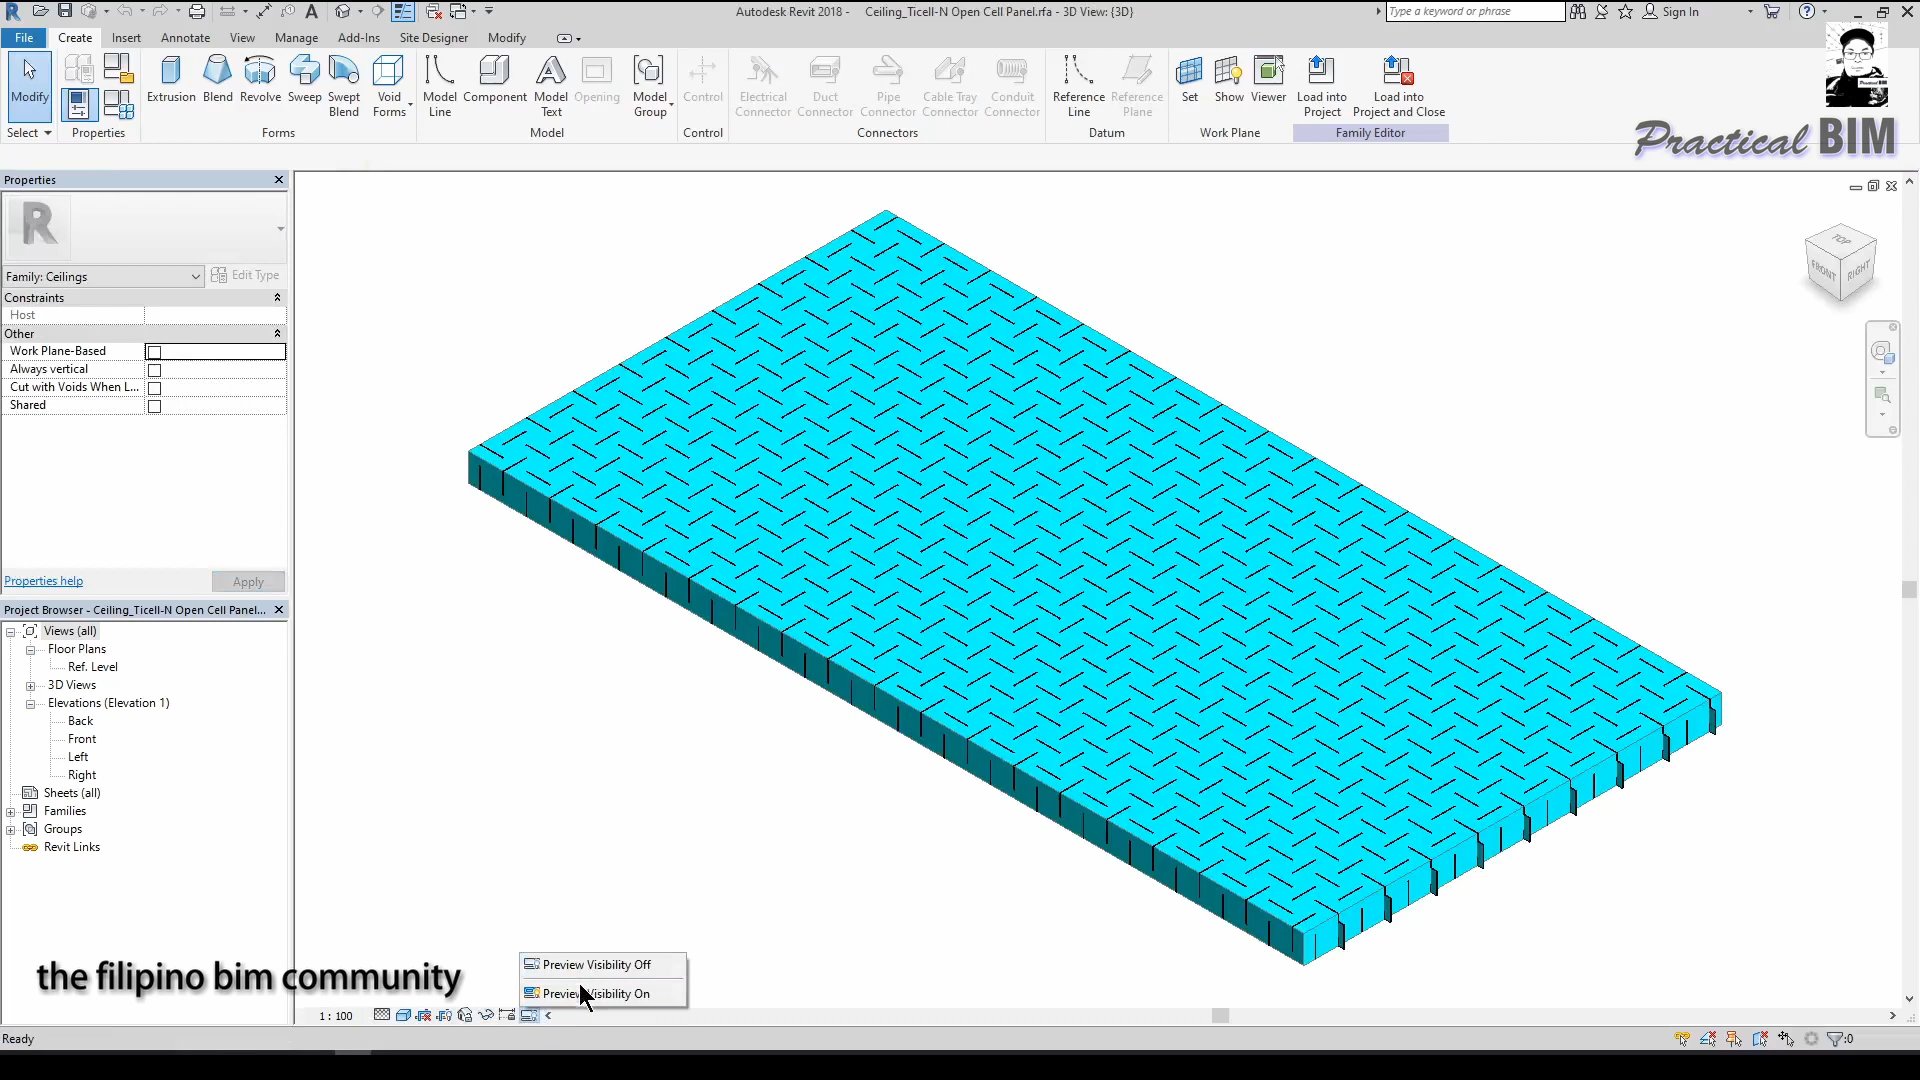 Autodesk Revit 2018 - Ceiling_Ticell-N Open Cell Panel.rfa - 3D View: {3D}
Type a keyword or phrase
Sign In
File Create Insert Annotate View Manage Add-Ins Site Designer Modify
Modify
Extrusion Blend Revolve Sweep Swept Blend Void Forms
Model Line Component Model Text Opening Model Group
Control
Electrical Connector Duct Connector Pipe Connector Cable Tray Connector Conduit Connector
Reference Line Reference Plane
Set Show Viewer
Load into Project Load into Project and Close
Select Properties Forms Model Control Connectors Datum Work Plane Family Editor
Practical BIM
Properties
R
Family: Ceilings
Edit Type
Constraints
Host
Other
Work Plane-Based
Always vertical
Cut with Voids When L...
Shared
Properties help
Apply
Project Browser - Ceiling_Ticell-N Open Cell Panel...
Views (all)
Floor Plans
Ref. Level
3D Views
Elevations (Elevation 1)
Back
Front
Left
Right
Sheets (all)
Families
Groups
Revit Links
TOP
FRONT
RIGHT
the filipino bim community
Preview Visibility Off
Preview Visibility On
1 : 100
Ready
:0